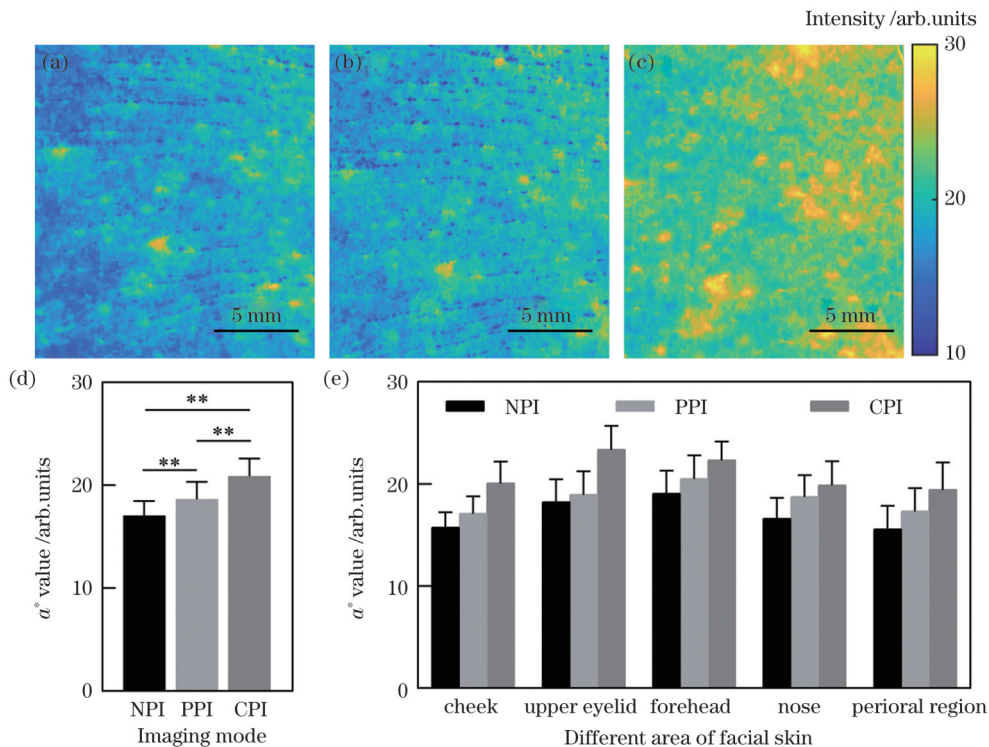 Intensity /arb.units
(a)
(b)
(c)
30
20
10
5 mm
5 mm
5 mm
(d)
30
20
10
0
a* value /arb.units
**
**
**
NPI PPI CPI
Imaging mode
(e)
30
20
10
0
a* value /arb.units
NPI PPI CPI
cheek upper eyelid forehead nose perioral region
Different area of facial skin